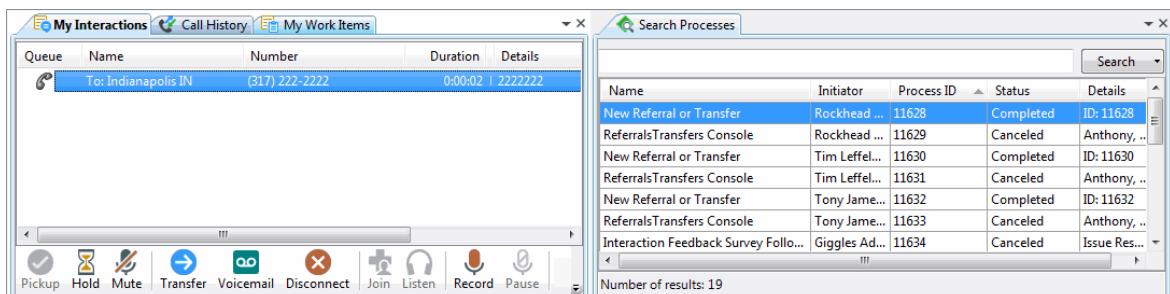 My Interactions Call History My Work Items
Queue Name Number Duration Details
To: Indianapolis IN (317) 222-2222 0:00:02 2222222
Pickup Hold Mute Transfer Voicemail Disconnect Join Listen Record Pause
Search Processes
Search
Name Initiator Process ID Status Details
New Referral or Transfer Rockhead ... 11628 Completed ID: 11628
ReferralsTransfers Console Rockhead ... 11629 Canceled Anthony, ..
New Referral or Transfer Tim Leffel... 11630 Completed ID: 11630
ReferralsTransfers Console Tim Leffel... 11631 Canceled Anthony, ..
New Referral or Transfer Tony Jame... 11632 Completed ID: 11632
ReferralsTransfers Console Tony Jame... 11633 Canceled Anthony, ..
Interaction Feedback Survey Follo... Giggles Ad... 11634 Canceled Issue Res...
Number of results: 19